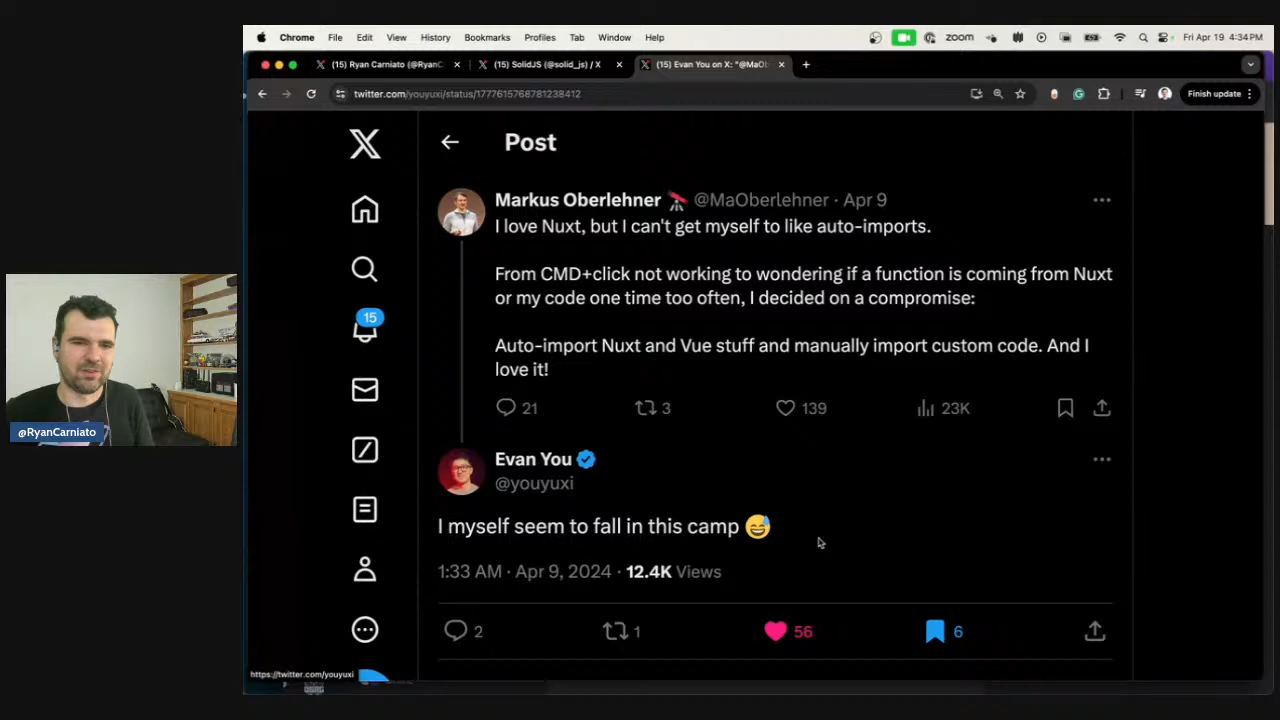 Chrome File Edit View History Bookmarks Profiles Tab Window Help
zoom
Fri Apr 19 4:34 PM
(15) Ryan Carniato (@RyanC
(15) SolidJS (@solid_js) / X
(15) Evan You on X: "@MaOb
twitter.com/youyuxi/status/1777615768781238412
Finish update
Post
Markus Oberlehner @MaOberlehner · Apr 9
I love Nuxt, but I can't get myself to like auto-imports.
From CMD+click not working to wondering if a function is coming from Nuxt
or my code one time too often, I decided on a compromise:
Auto-import Nuxt and Vue stuff and manually import custom code. And I
love it!
21 3 139 23K
15
@RyanCarniato
Evan You
@youyuxi
I myself seem to fall in this camp 😅
1:33 AM · Apr 9, 2024 · 12.4K Views
2 1 56 6
https://twitter.com/youyuxi